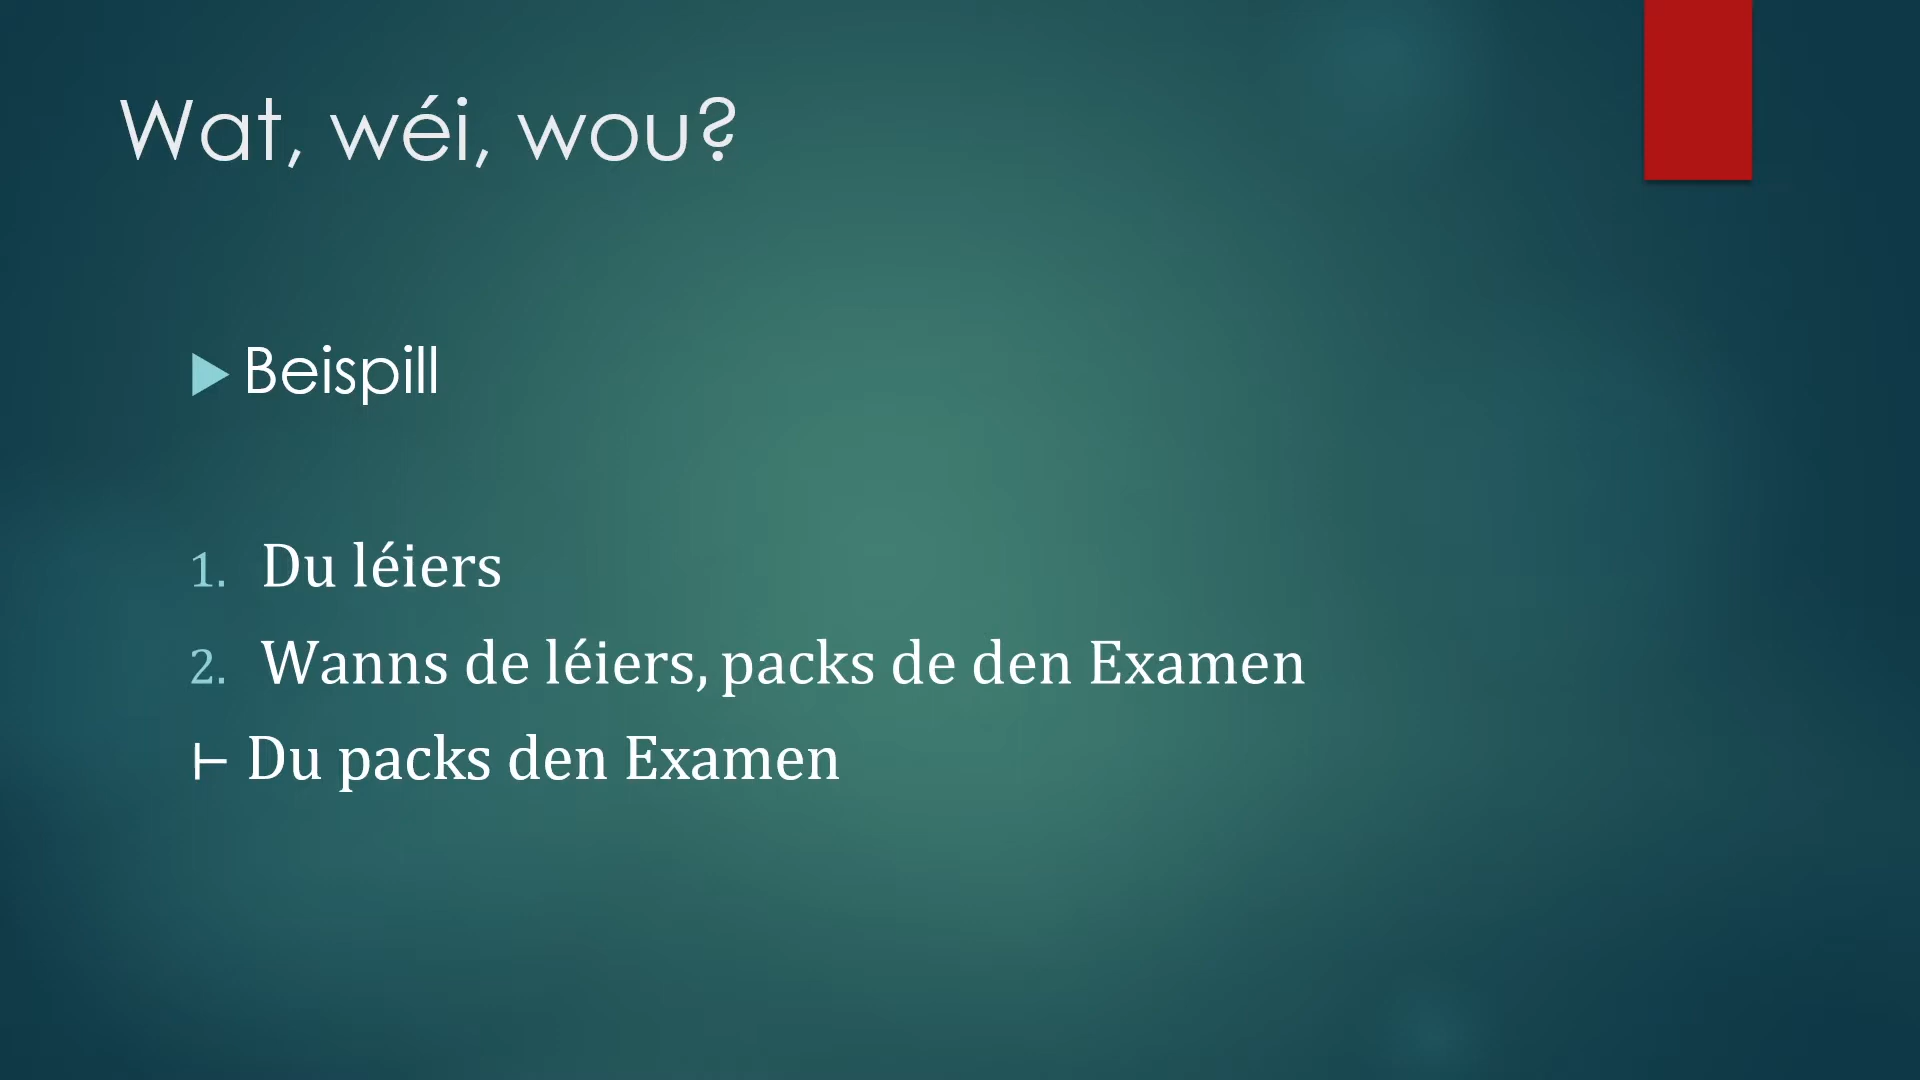 Wat, wéi, wou?
Beispill
1. Du léiers
2. Wanns de léiers, packs de den Examen
⊢ Du packs den Examen